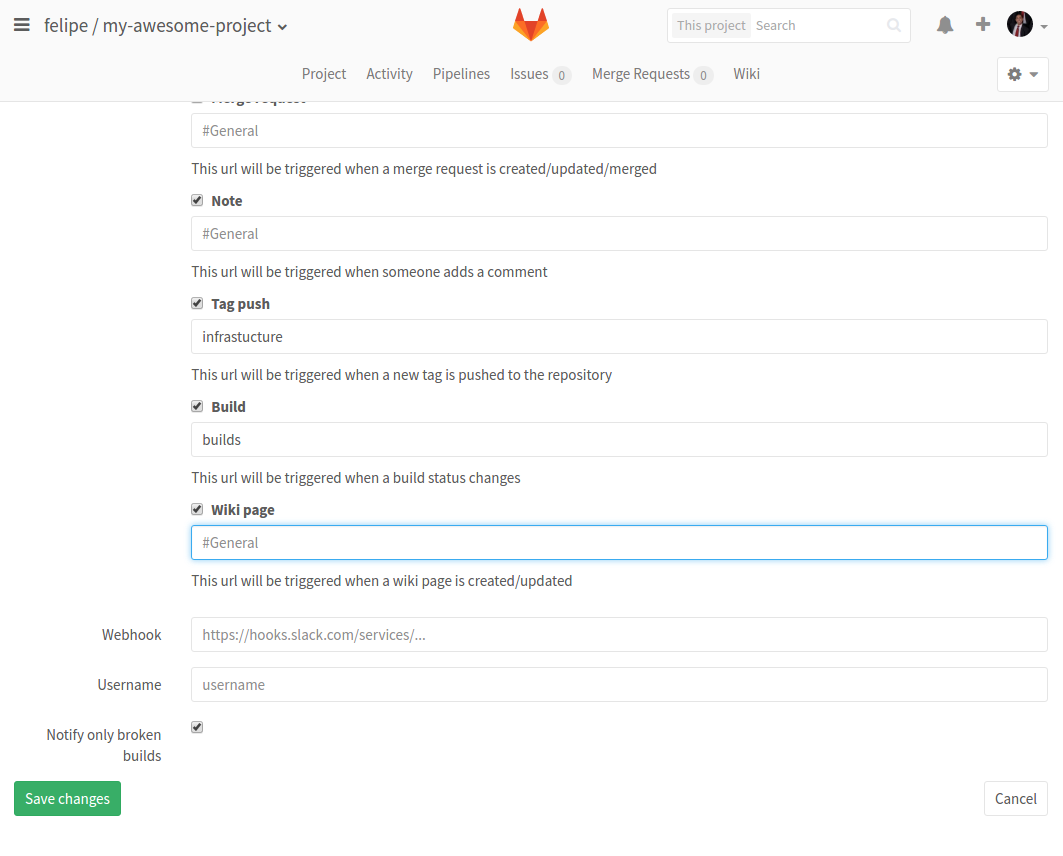 felipe / my-awesome-project
This project Search
Project Activity Pipelines Issues 0 Merge Requests 0 Wiki
Merge request
#General
This url will be triggered when a merge request is created/updated/merged
Note
#General
This url will be triggered when someone adds a comment
Tag push
infrastucture
This url will be triggered when a new tag is pushed to the repository
Build
builds
This url will be triggered when a build status changes
Wiki page
#General
This url will be triggered when a wiki page is created/updated
Webhook https://hooks.slack.com/services/...
Username username
Notify only broken
builds
Save changes Cancel